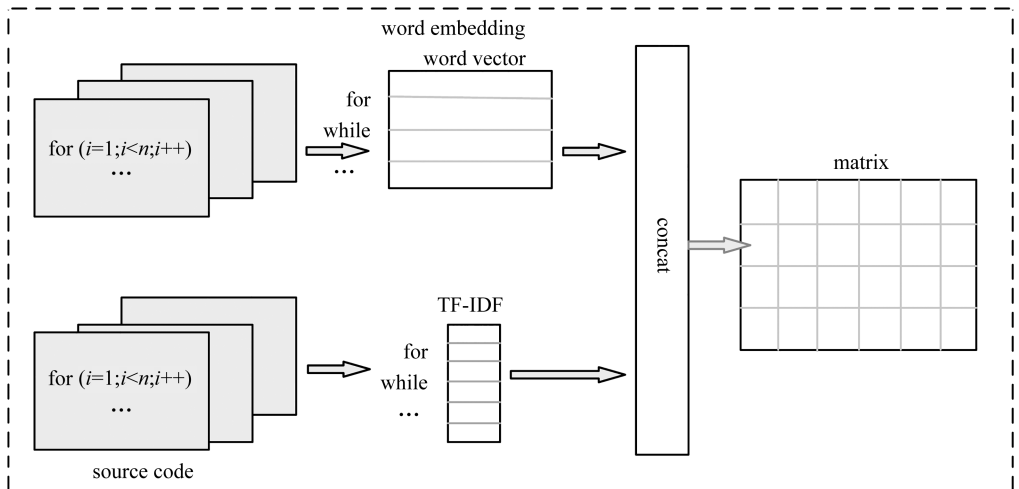 word embedding
word vector
for
while
...
for (i=1;i<n;i++)
...
concat
matrix
TF-IDF
for
while
...
for (i=1;i<n;i++)
...
source code